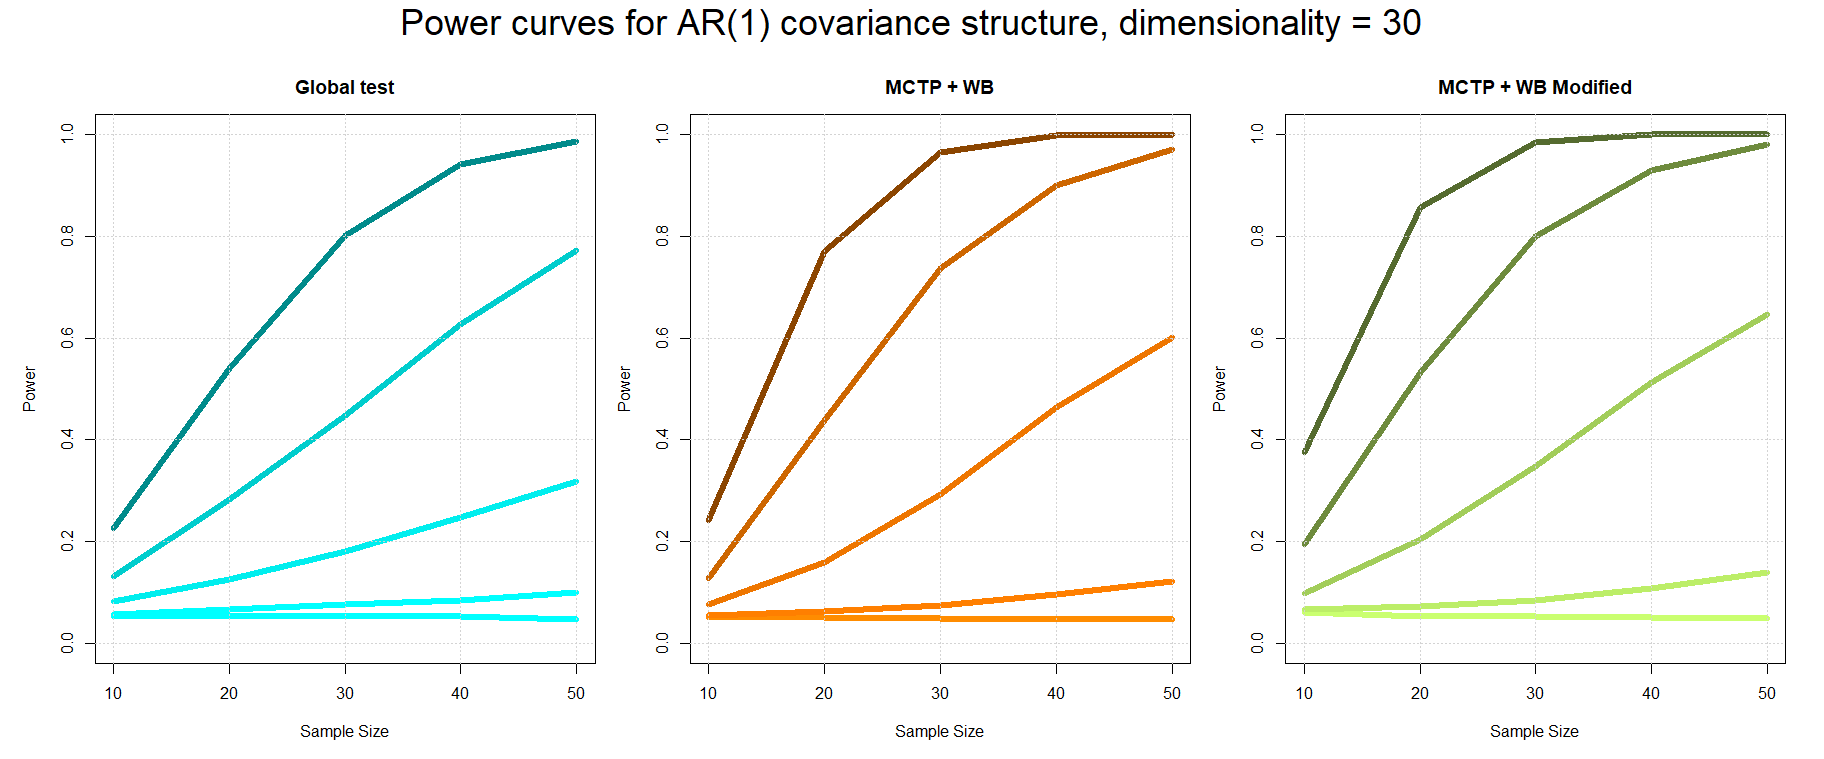 Power curves for AR(1) covariance structure, dimensionality = 30
Global test
Power
1.0
0.8
0.6
0.4
0.2
0.0
10 20 30 40 50
Sample Size
MCTP + WB
Power
1.0
0.8
0.6
0.4
0.2
0.0
10 20 30 40 50
Sample Size
MCTP + WB Modified
Power
1.0
0.8
0.6
0.4
0.2
0.0
10 20 30 40 50
Sample Size